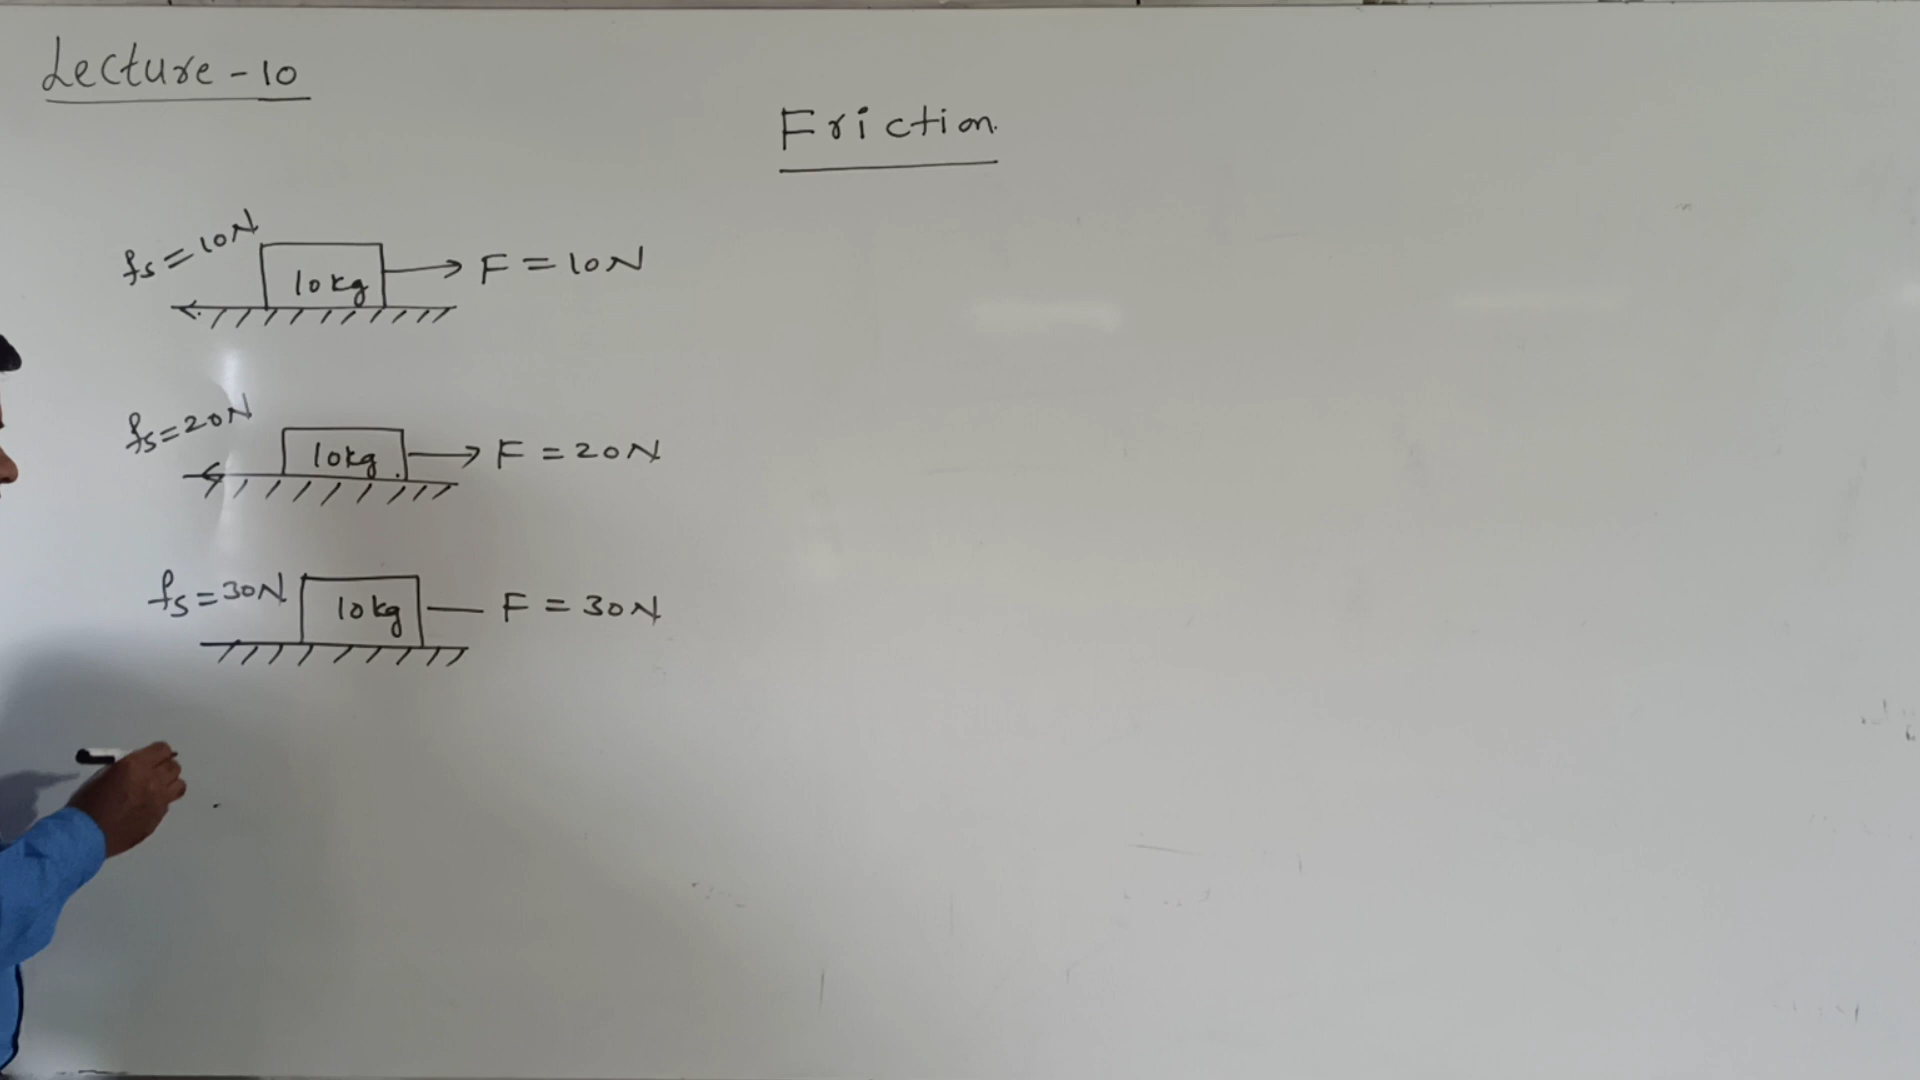 Lecture - 10
Friction
fs = 10N 10kg F = 10N
fs = 20N 10kg F = 20N
fs = 30N 10kg F = 30N